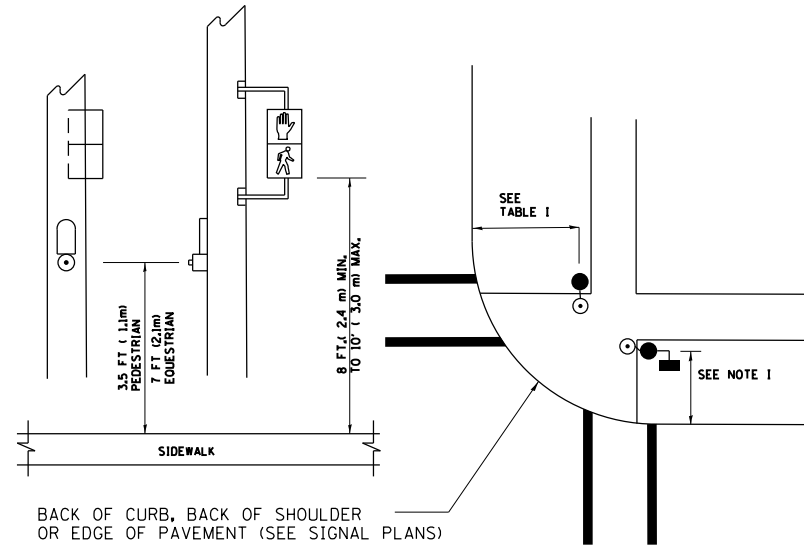 3.5 FT ( 1.1m)
PEDESTRIAN
7 FT (2.1m)
EQUESTRIAN
8 FT.( 2.4 m) MIN.
TO 10' ( 3.0 m) MAX.
SIDEWALK
SEE
TABLE I
SEE NOTE I
BACK OF CURB, BACK OF SHOULDER
OR EDGE OF PAVEMENT (SEE SIGNAL PLANS)